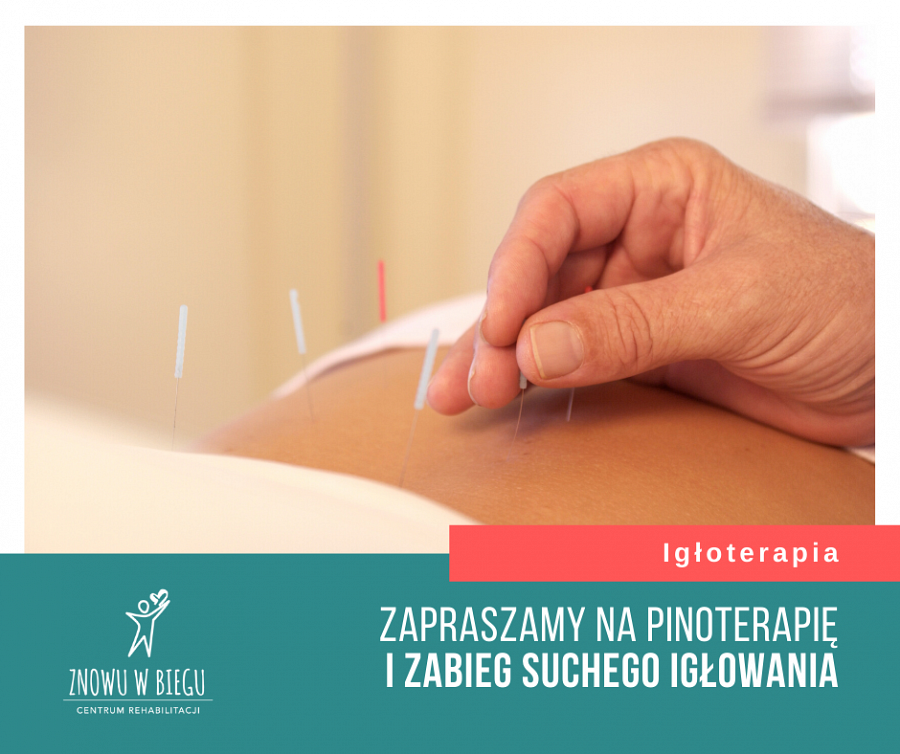 Igłoterapia
ZAPRASZAMY NA PINOTERAPIĘ
I ZABIEG SUCHEGO IGŁOWANIA
ZNOWU W BIEGU
CENTRUM REHABILITACJI